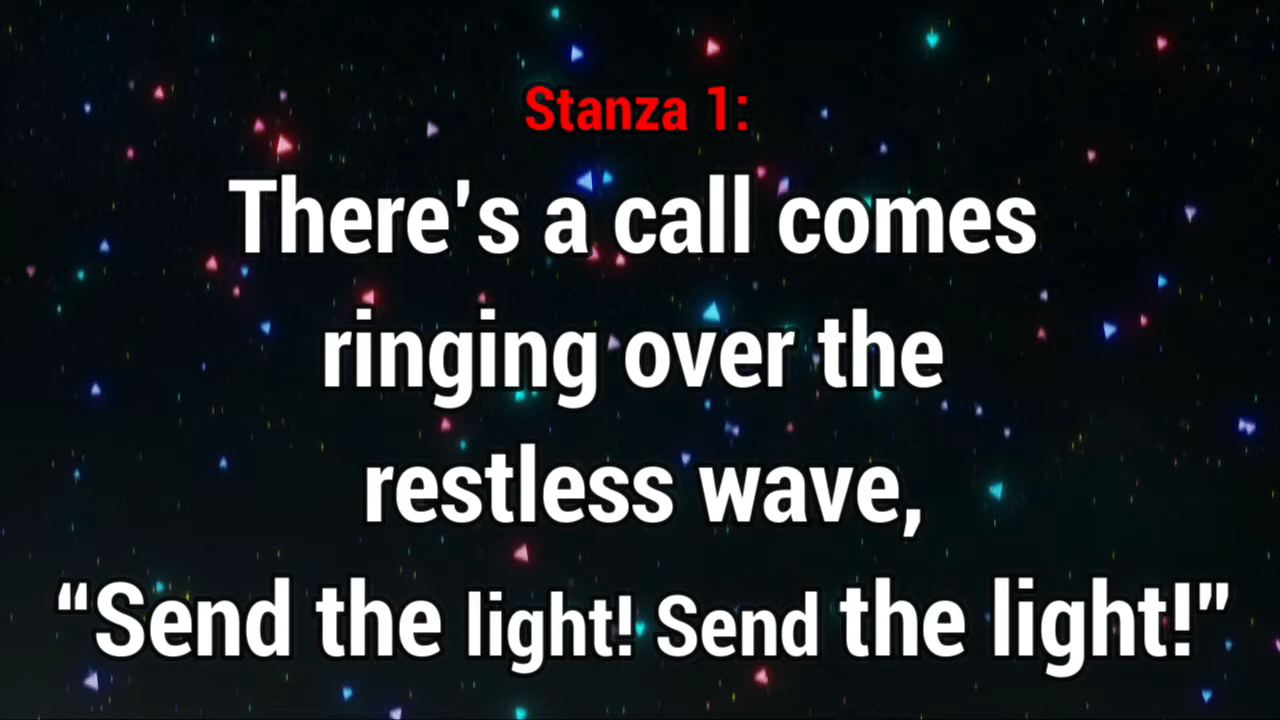 Stanza 1:
There's a call comes
ringing over the
restless wave,
“Send the light! Send the light!”